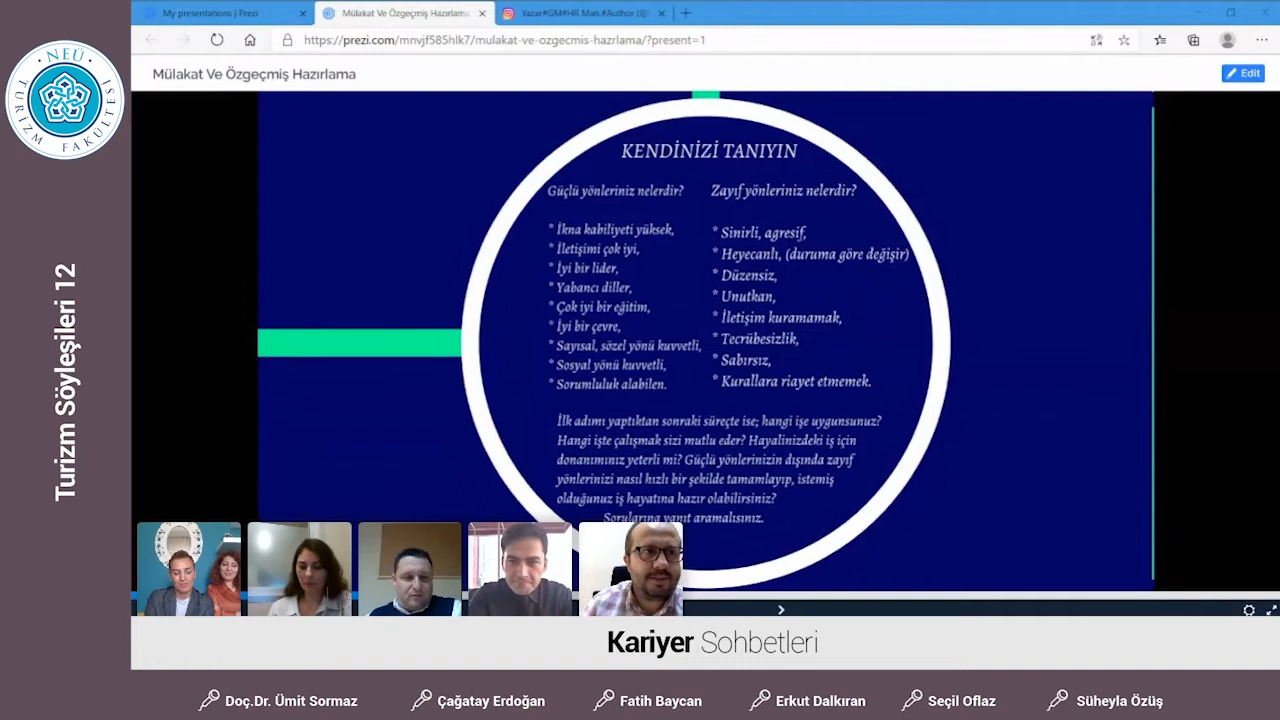 My presentations | Prezi
Mülakat Ve Özgeçmiş Hazırlama
Yazar#GM#HR Man.#Author (@
https://prezi.com/mnvjf585hlk7/mulakat-ve-ozgecmis-hazrlama/?present=1
Mülakat Ve Özgeçmiş Hazırlama
Edit
NEÜ
TURİZM FAKÜLTESİ
Turizm Söyleşileri 12
KENDİNİZİ TANIYIN
Güçlü yönleriniz nelerdir?
* İkna kabiliyeti yüksek,
* İletişimi çok iyi,
* İyi bir lider,
* Yabancı diller,
* Çok iyi bir eğitim,
* İyi bir çevre,
* Sayısal, sözel yönü kuvvetli,
* Sosyal yönü kuvvetli,
* Sorumluluk alabilen.
Zayıf yönleriniz nelerdir?
* Sinirli, agresif,
* Heyecanlı, (duruma göre değişir)
* Düzensiz,
* Unutkan,
* İletişim kuramamak,
* Tecrübesizlik,
* Sabırsız,
* Kurallara riayet etmemek.
İlk adımı yaptıktan sonraki süreçte ise; hangi işe uygunsunuz?
Hangi işte çalışmak sizi mutlu eder? Hayalinizdeki iş için
donanımınız yeterli mi? Güçlü yönlerinizin dışında zayıf
yönlerinizi nasıl hızlı bir şekilde tamamlayıp, istemiş
olduğunuz iş hayatına hazır olabilirsiniz?
Sorularına yanıt aramalısınız.
Kariyer Sohbetleri
Doç.Dr. Ümit Sormaz
Çağatay Erdoğan
Fatih Baycan
Erkut Dalkıran
Seçil Oflaz
Süheyla Özüş